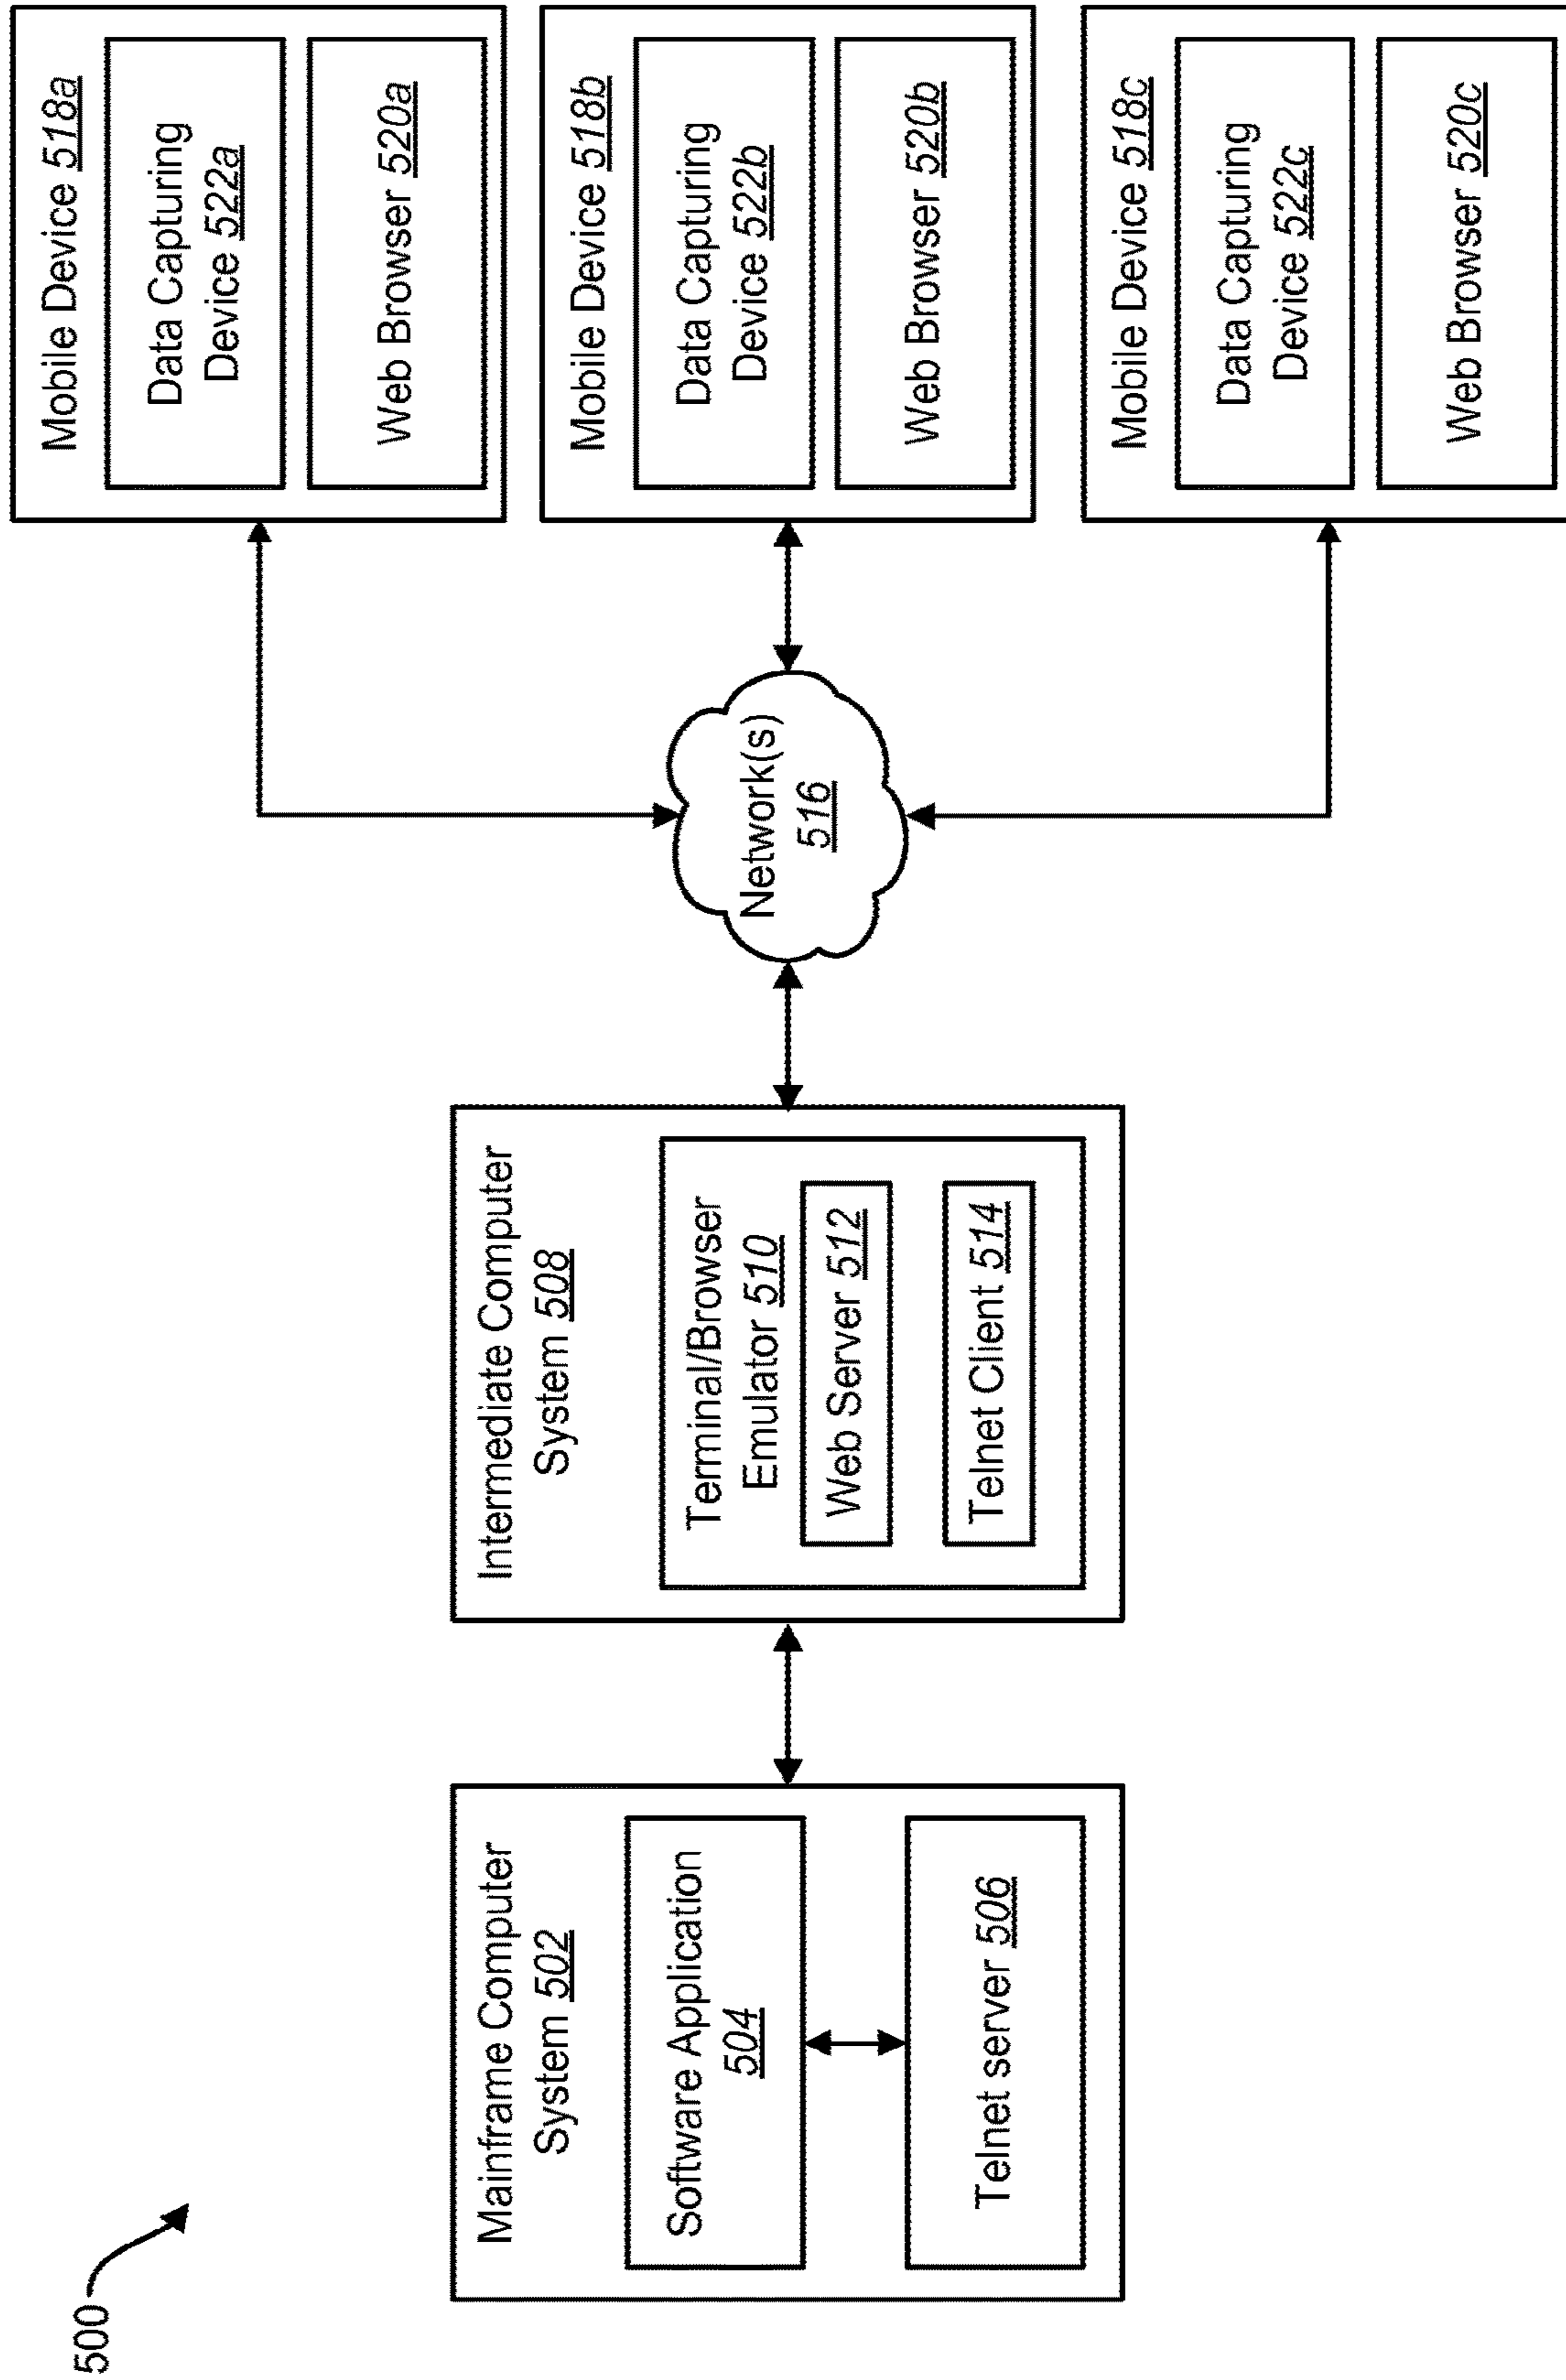 500
Mainframe Computer
System 502
Software Application
504
Telnet server 506
Intermediate Computer
System 508
Terminal/Browser
Emulator 510
Web Server 512
Telnet Client 514
Network(s)
516
Mobile Device 518a
Data Capturing
Device 522a
Web Browser 520a
Mobile Device 518b
Data Capturing
Device 522b
Web Browser 520b
Mobile Device 518c
Data Capturing
Device 522c
Web Browser 520c